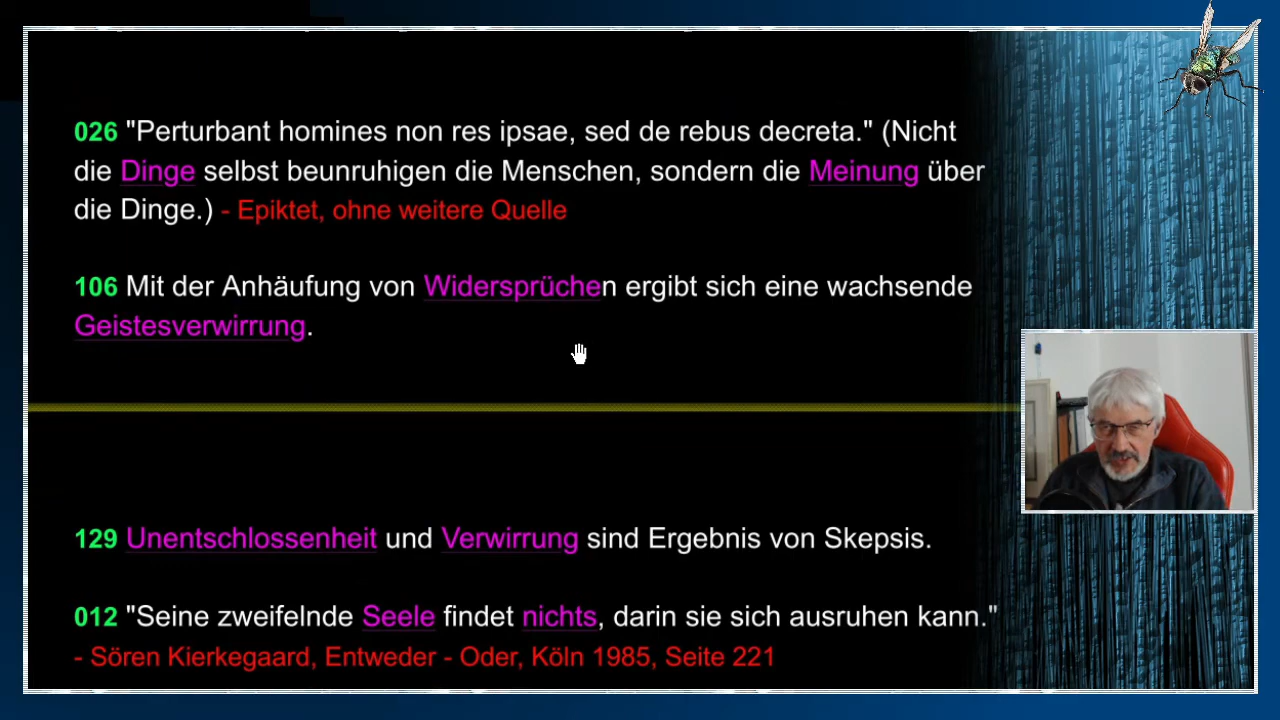 026 "Perturbant homines non res ipsae, sed de rebus decreta." (Nicht
die Dinge selbst beunruhigen die Menschen, sondern die Meinung über
die Dinge.) - Epiktet, ohne weitere Quelle
106 Mit der Anhäufung von Widersprüchen ergibt sich eine wachsende
Geistesverwirrung.
129 Unentschlossenheit und Verwirrung sind Ergebnis von Skepsis.
012 "Seine zweifelnde Seele findet nichts, darin sie sich ausruhen kann."
- Sören Kierkegaard, Entweder - Oder, Köln 1985, Seite 221